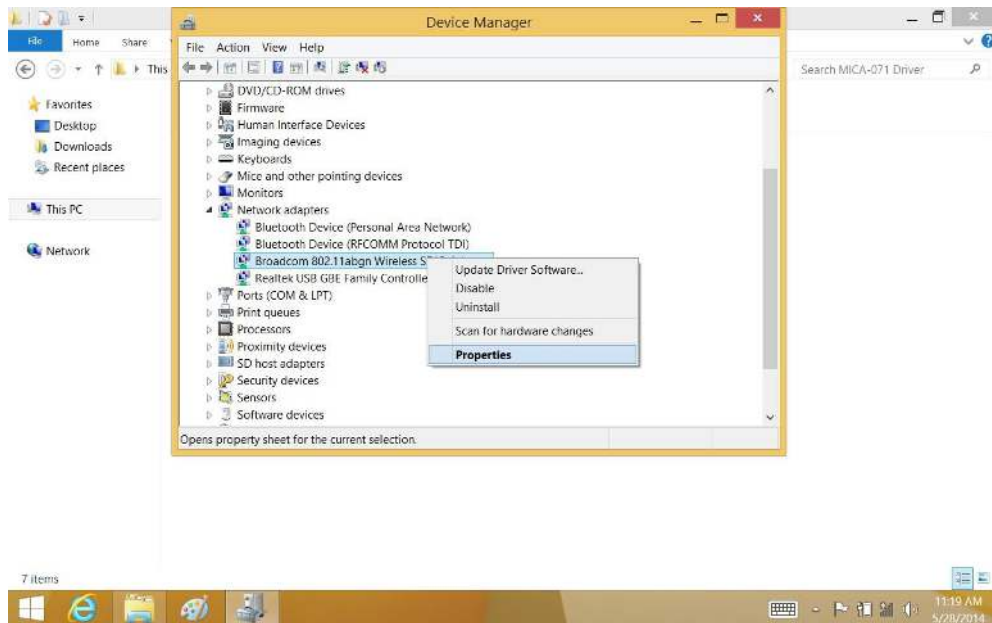 Device Manager
File Home Share
File Action View Help
This
Search MICA-071 Driver
Favorites
Desktop
Downloads
Recent places
This PC
Network
DVD/CD-ROM drives
Firmware
Human Interface Devices
Imaging devices
Keyboards
Mice and other pointing devices
Monitors
Network adapters
Bluetooth Device (Personal Area Network)
Bluetooth Device (RFCOMM Protocol TDI)
Broadcom 802.11abgn Wireless
Realtek USB GBE Family Controlle
Ports (COM & LPT)
Print queues
Processors
Proximity devices
SD host adapters
Security devices
Sensors
Software devices
Update Driver Software...
Disable
Uninstall
Scan for hardware changes
Properties
Opens property sheet for the current selection.
7 items
11:19 AM
5/28/2014